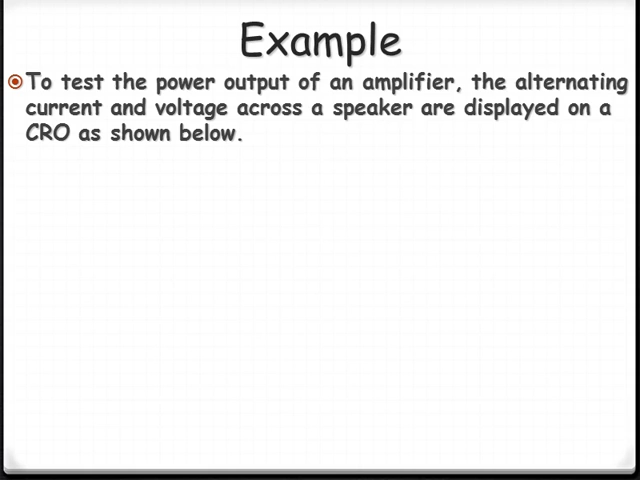 Example
To test the power output of an amplifier, the alternating
current and voltage across a speaker are displayed on a
CRO as shown below.